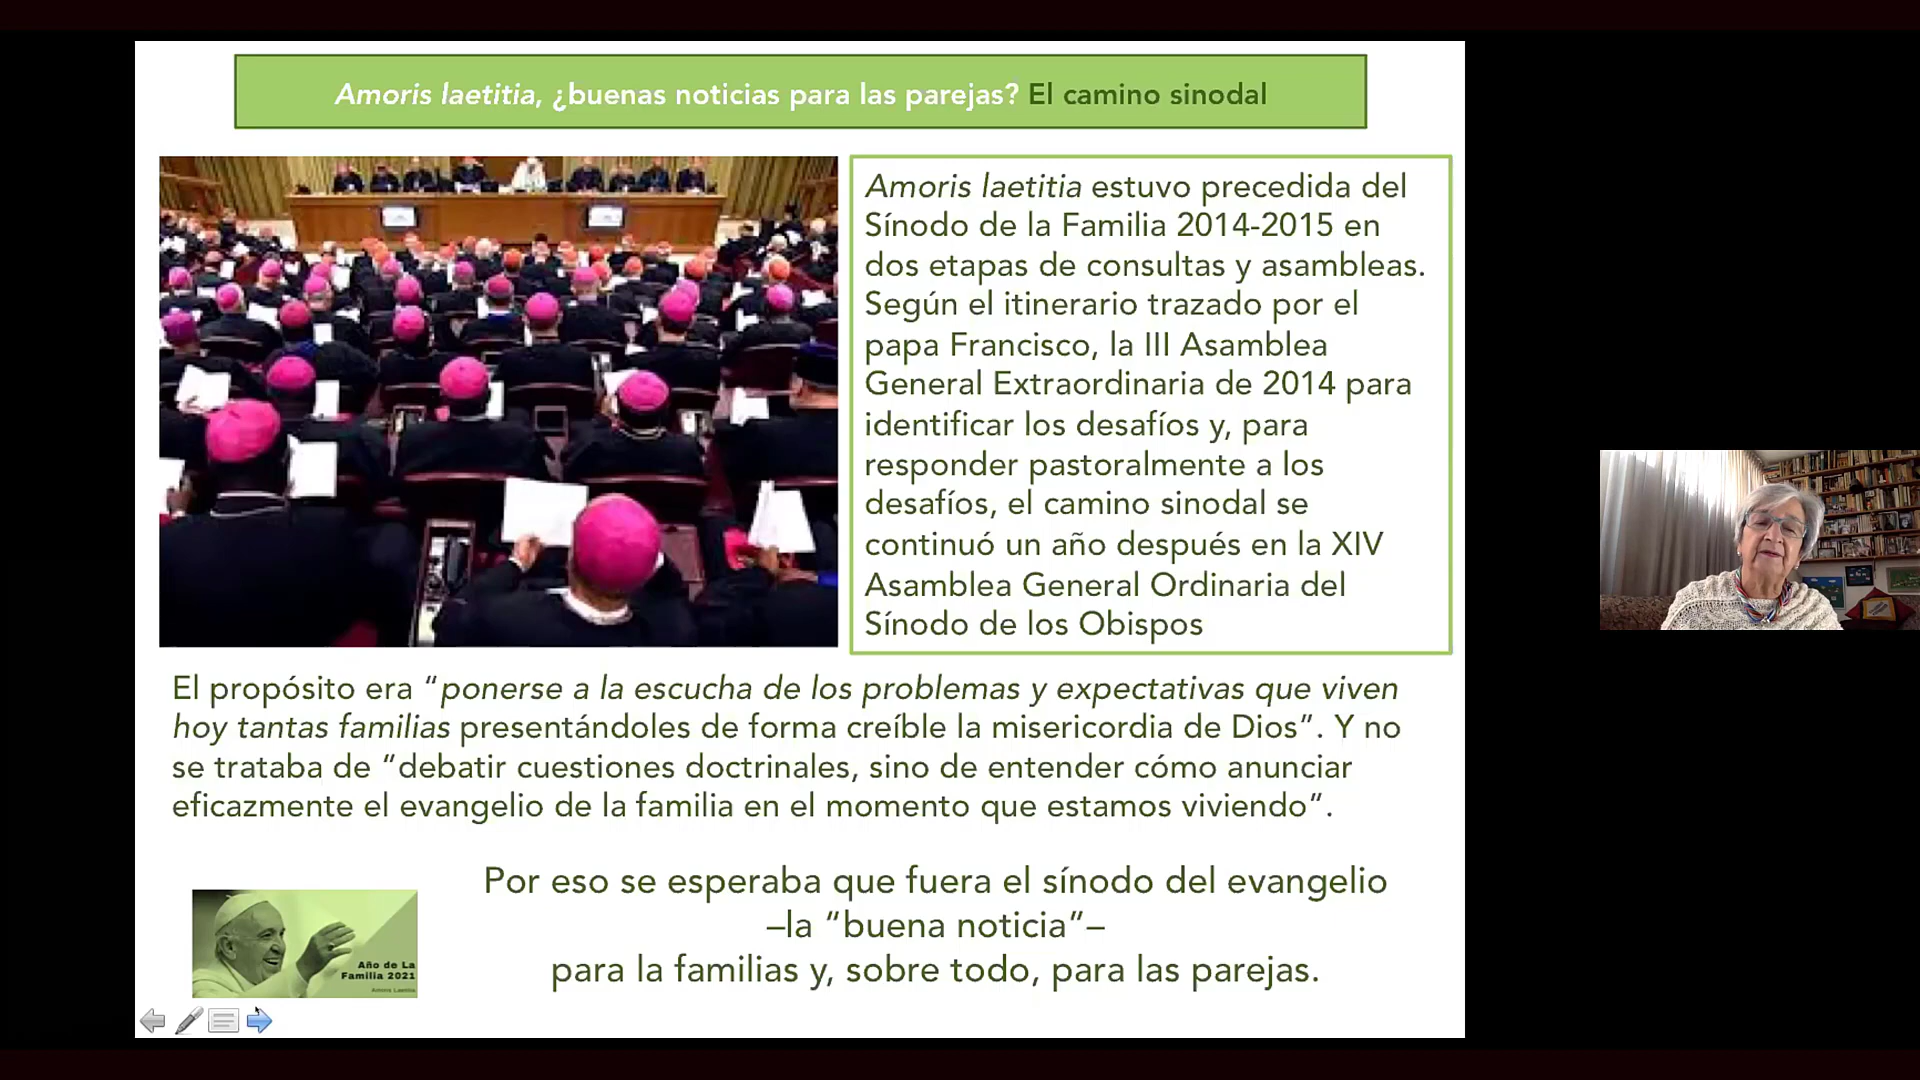 Amoris laetitia, ¿buenas noticias para las parejas? El camino sinodal
Amoris laetitia estuvo precedida del
Sínodo de la Familia 2014-2015 en
dos etapas de consultas y asambleas.
Según el itinerario trazado por el
papa Francisco, la III Asamblea
General Extraordinaria de 2014 para
identificar los desafíos y, para
responder pastoralmente a los
desafíos, el camino sinodal se
continuó un año después en la XIV
Asamblea General Ordinaria del
Sínodo de los Obispos
El propósito era “ponerse a la escucha de los problemas y expectativas que viven
hoy tantas familias presentándoles de forma creíble la misericordia de Dios”. Y no
se trataba de “debatir cuestiones doctrinales, sino de entender cómo anunciar
eficazmente el evangelio de la familia en el momento que estamos viviendo”.
Por eso se esperaba que fuera el sínodo del evangelio
–la “buena noticia”–
para la familias y, sobre todo, para las parejas.
Año de La
Familia 2021
Amoris Laetitia